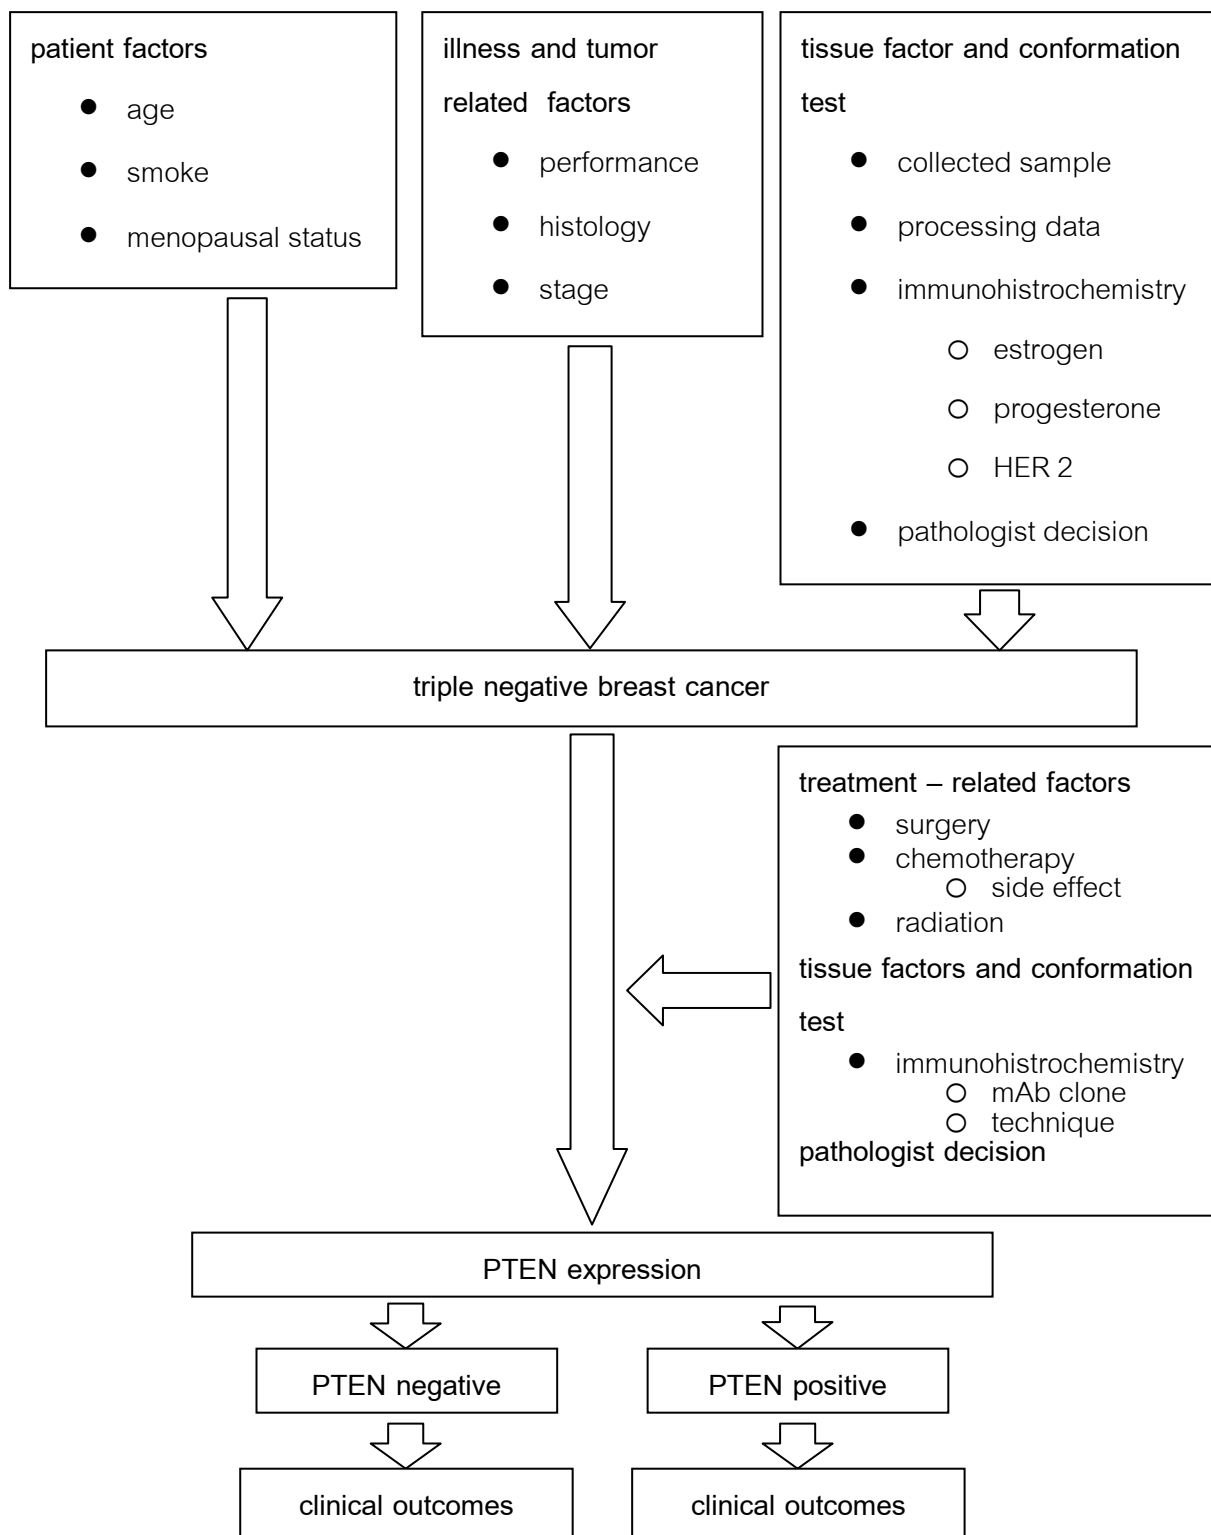 patient factors
● age
● smoke
● menopausal status
illness and tumor
related factors
● performance
● histology
● stage
tissue factor and conformation
test
● collected sample
● processing data
● immunohistrochemistry
○ estrogen
○ progesterone
○ HER 2
● pathologist decision
triple negative breast cancer
treatment – related factors
● surgery
● chemotherapy
○ side effect
● radiation
tissue factors and conformation
test
● immunohistrochemistry
○ mAb clone
○ technique
pathologist decision
PTEN expression
PTEN negative
PTEN positive
clinical outcomes
clinical outcomes